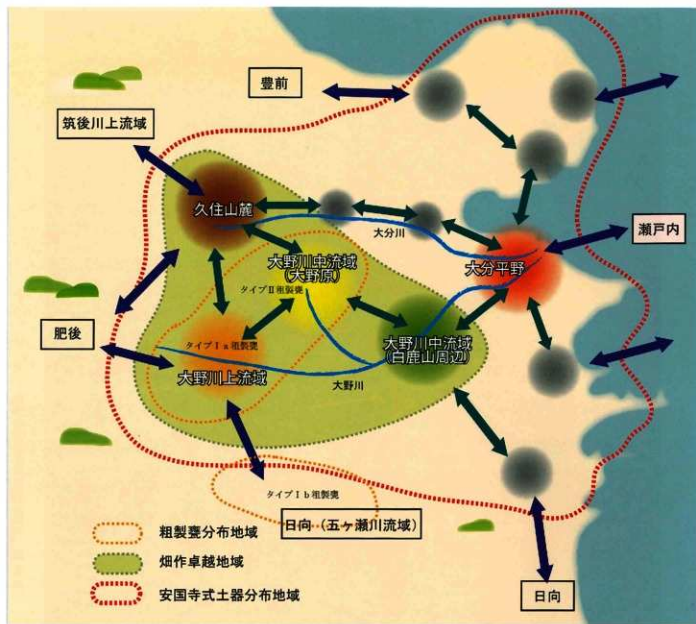 豊前
筑後川上流域
久住山麓
大分川
瀬戸内
大野川中流域
(大野原)
タイプⅡ粗製甕
大分平野
肥後
タイプⅠa粗製甕
大野川上流域
大野川中流域
(白鹿山周辺)
大野川
タイプⅠb粗製甕
日向(五ヶ瀬川流域)
粗製甕分布地域
畑作卓越地域
安国寺式土器分布地域
日向